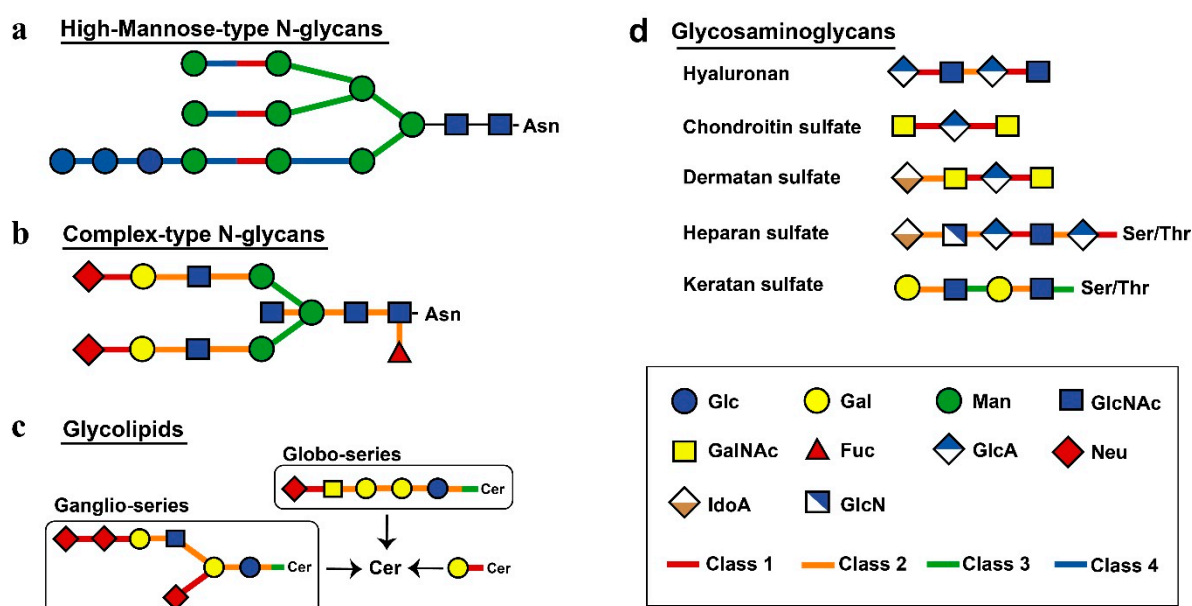 a High-Mannose-type N-glycans
Asn
b Complex-type N-glycans
Asn
c Glycolipids
Globo-series
Cer
Ganglio-series
Cer
Cer
Cer
d Glycosaminoglycans
Hyaluronan
Chondroitin sulfate
Dermatan sulfate
Heparan sulfate Ser/Thr
Keratan sulfate Ser/Thr
Glc Gal Man GlcNAc
GalNAc Fuc GlcA Neu
IdoA GlcN
Class 1 Class 2 Class 3 Class 4